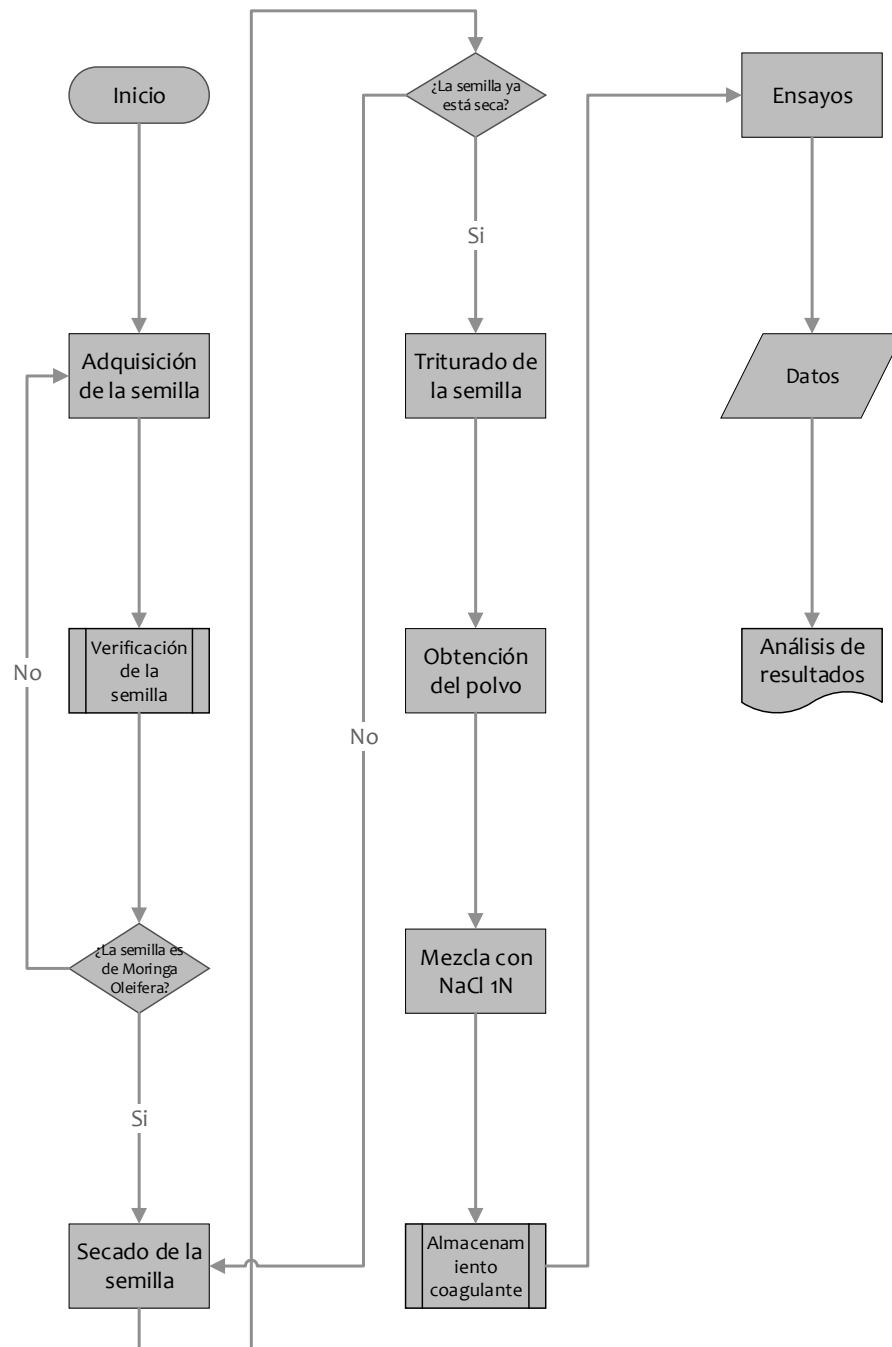 Inicio
Adquisición
de la semilla
Verificación
de la
semilla
No
¿La semilla es
de Moringa
Oleifera?
Si
Secado de la
semilla
¿La semilla ya
está seca?
Si
No
Triturado de
la semilla
Obtención
del polvo
Mezcla con
NaCl 1N
Almacenam
iento
coagulante
Ensayos
Datos
Análisis de
resultados